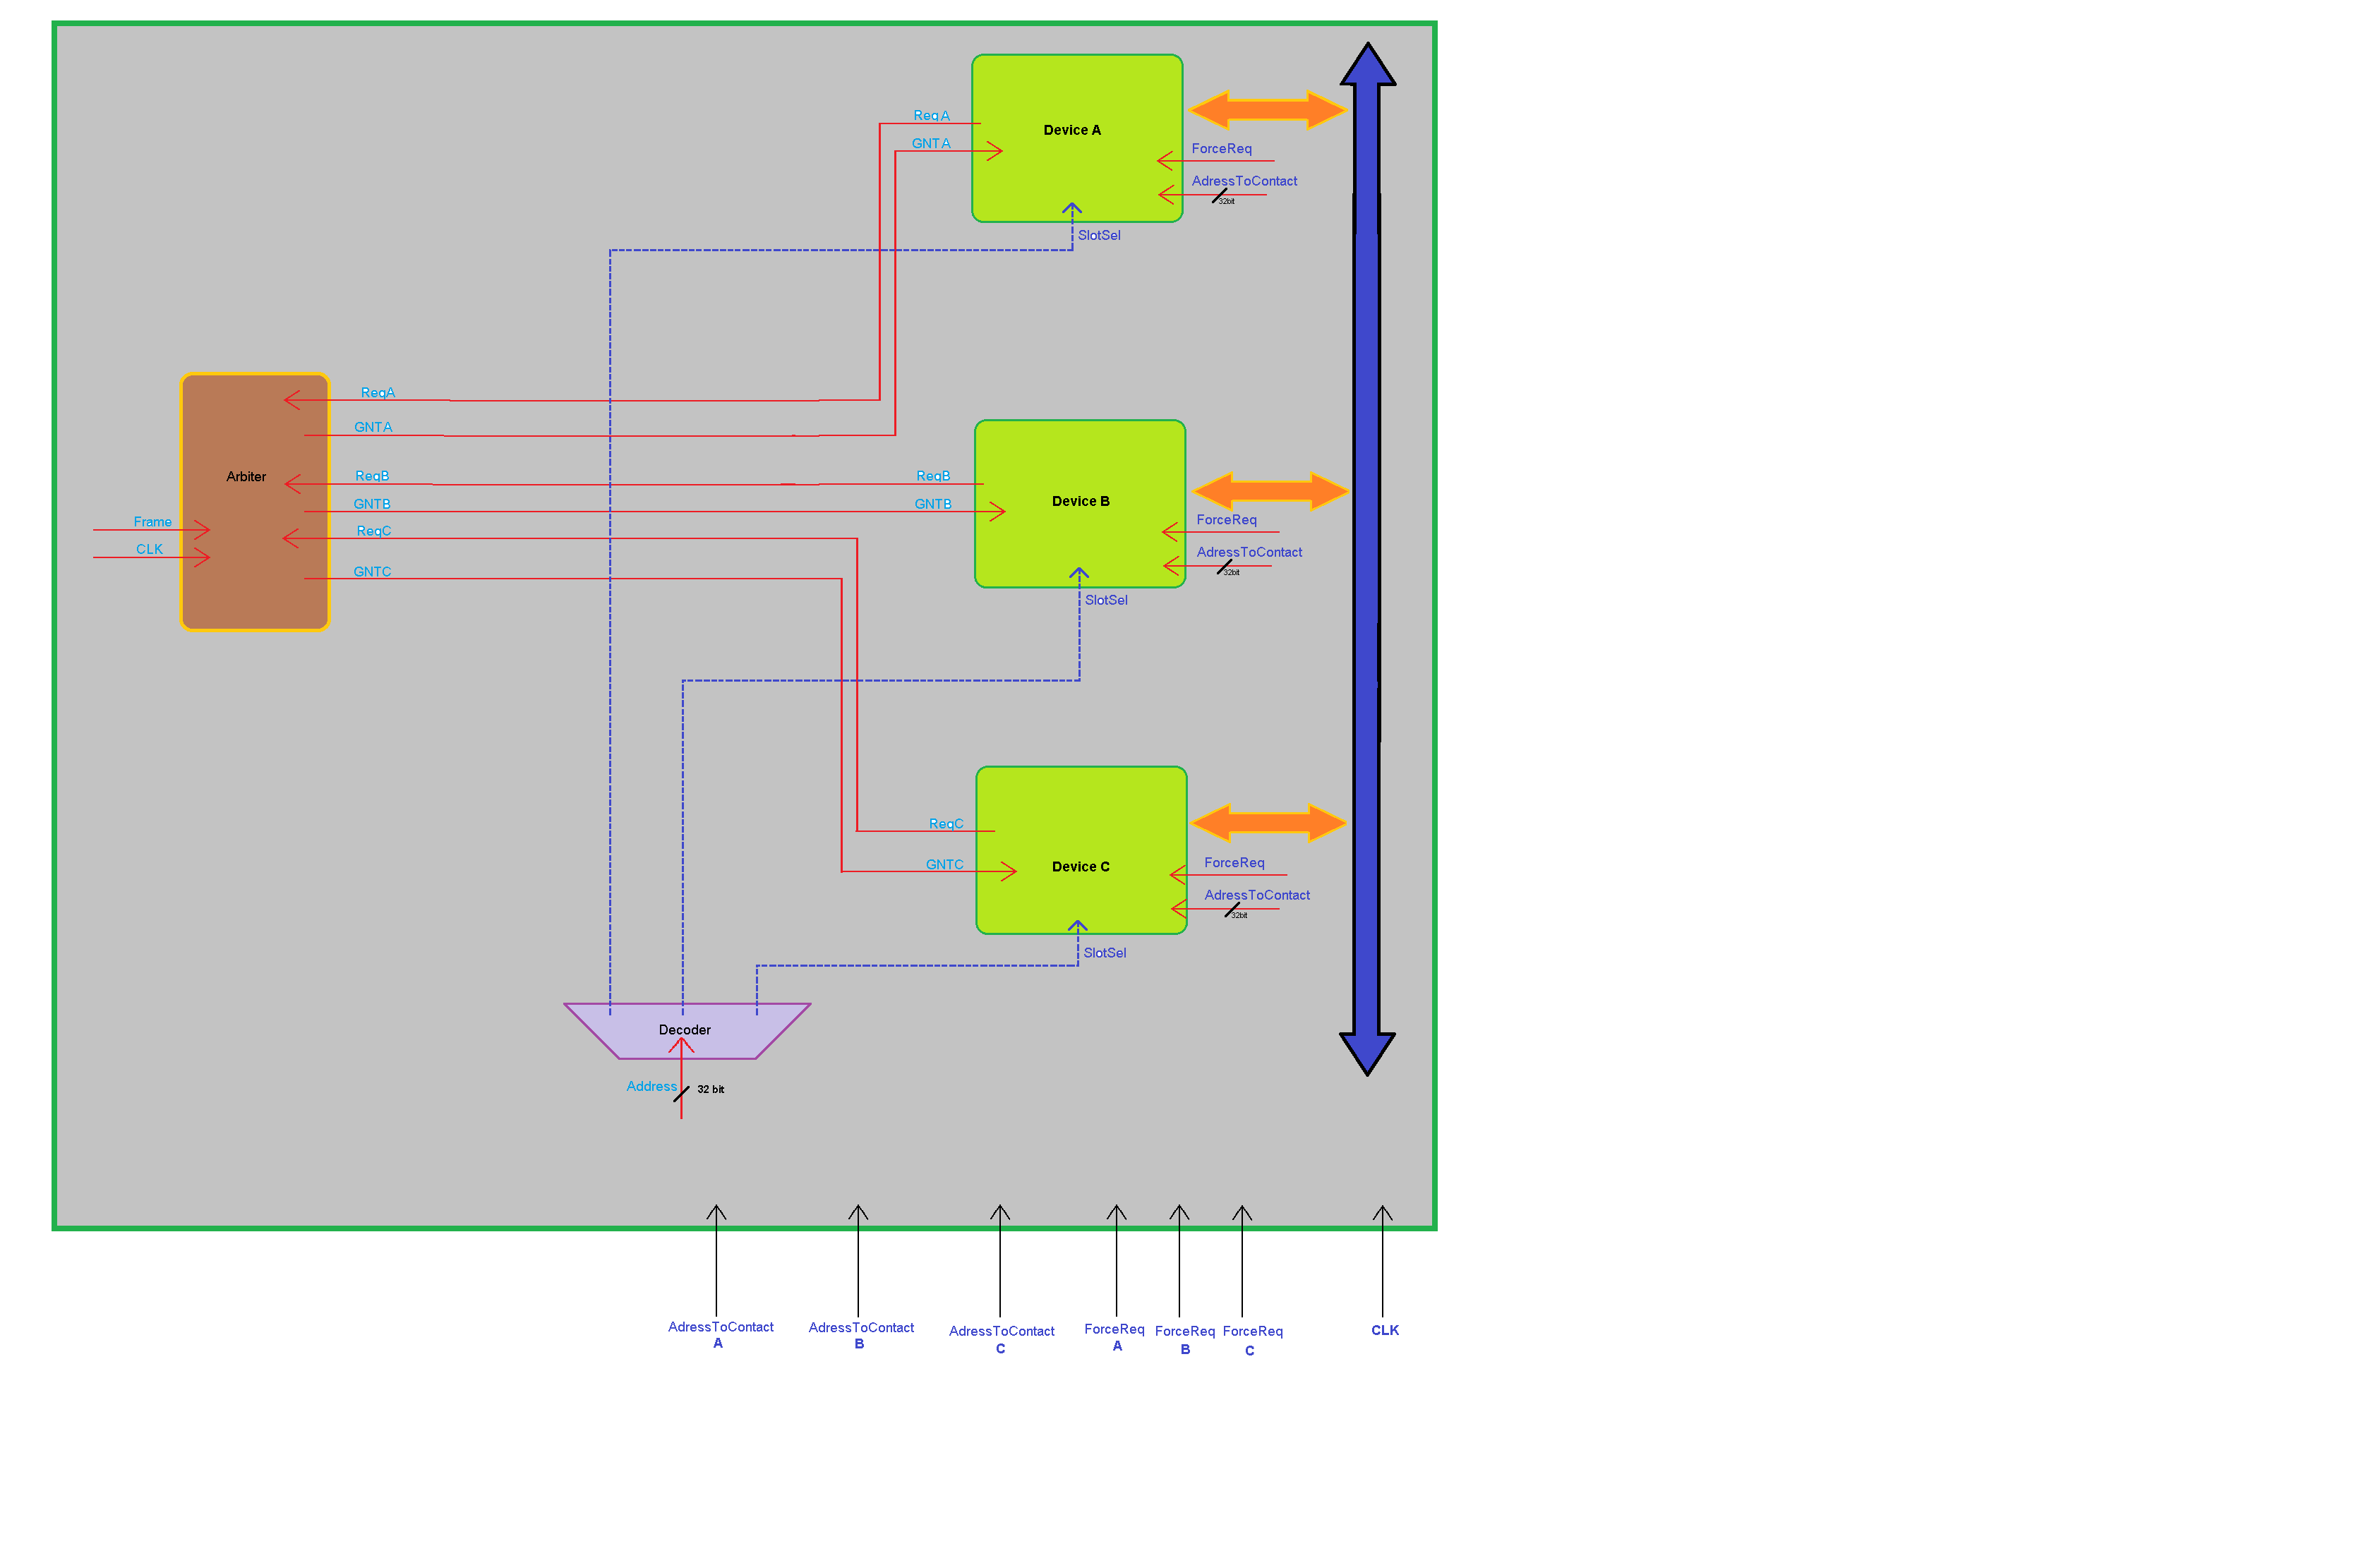 Req A
GNTA
Device A
ForceReq
AdressToContact
32bit
SlotSel
ReqA
GNTA
Arbiter
ReqB
GNTB
ReqC
GNTC
Frame
CLK
ReqB
GNTB
Device B
ForceReq
AdressToContact
32bit
SlotSel
ReqC
GNTC
Device C
ForceReq
AdressToContact
32bit
SlotSel
Decoder
Address
32 bit
AdressToContact
A
AdressToContact
B
AdressToContact
C
ForceReq
A
ForceReq
B
ForceReq
C
CLK